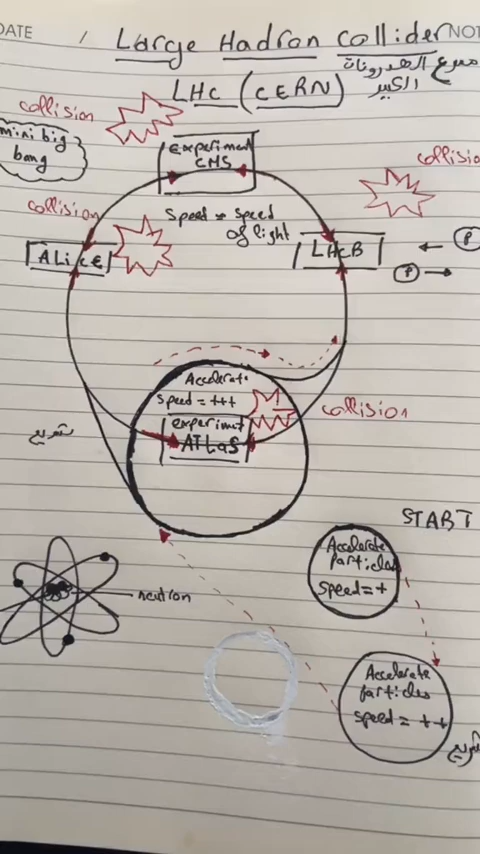 DATE / Large Hadron Collider NOT
مسرع الهدرونات
الكبير
LHc (CERN)
collision
mini big
bang
experiment
CMS
collision
collision
Speed = speed
of light
ALiCE
LHcB
P
P
Accelerate
Speed = +++
experiment
ATLaS
collision
تسريع
START
Accelerate
particles
speed = +
neutron
Accelerate
particles
speed = ++